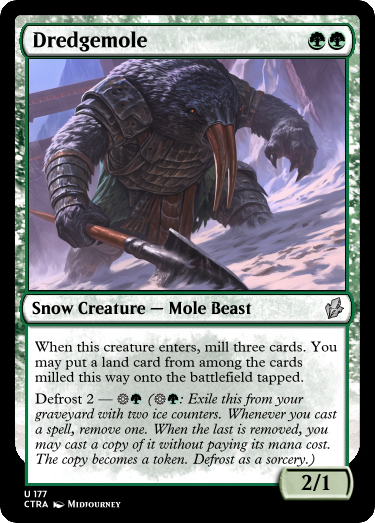 Dredgemole
Snow Creature — Mole Beast
When this creature enters, mill three cards. You
may put a land card from among the cards
milled this way onto the battlefield tapped.
Defrost 2 — (: Exile this from your
graveyard with two ice counters. Whenever you cast
a spell, remove one. When the last is removed, you
may cast a copy of it without paying its mana cost.
The copy becomes a token. Defrost as a sorcery.)
2/1
U 177
CTRA Midjourney